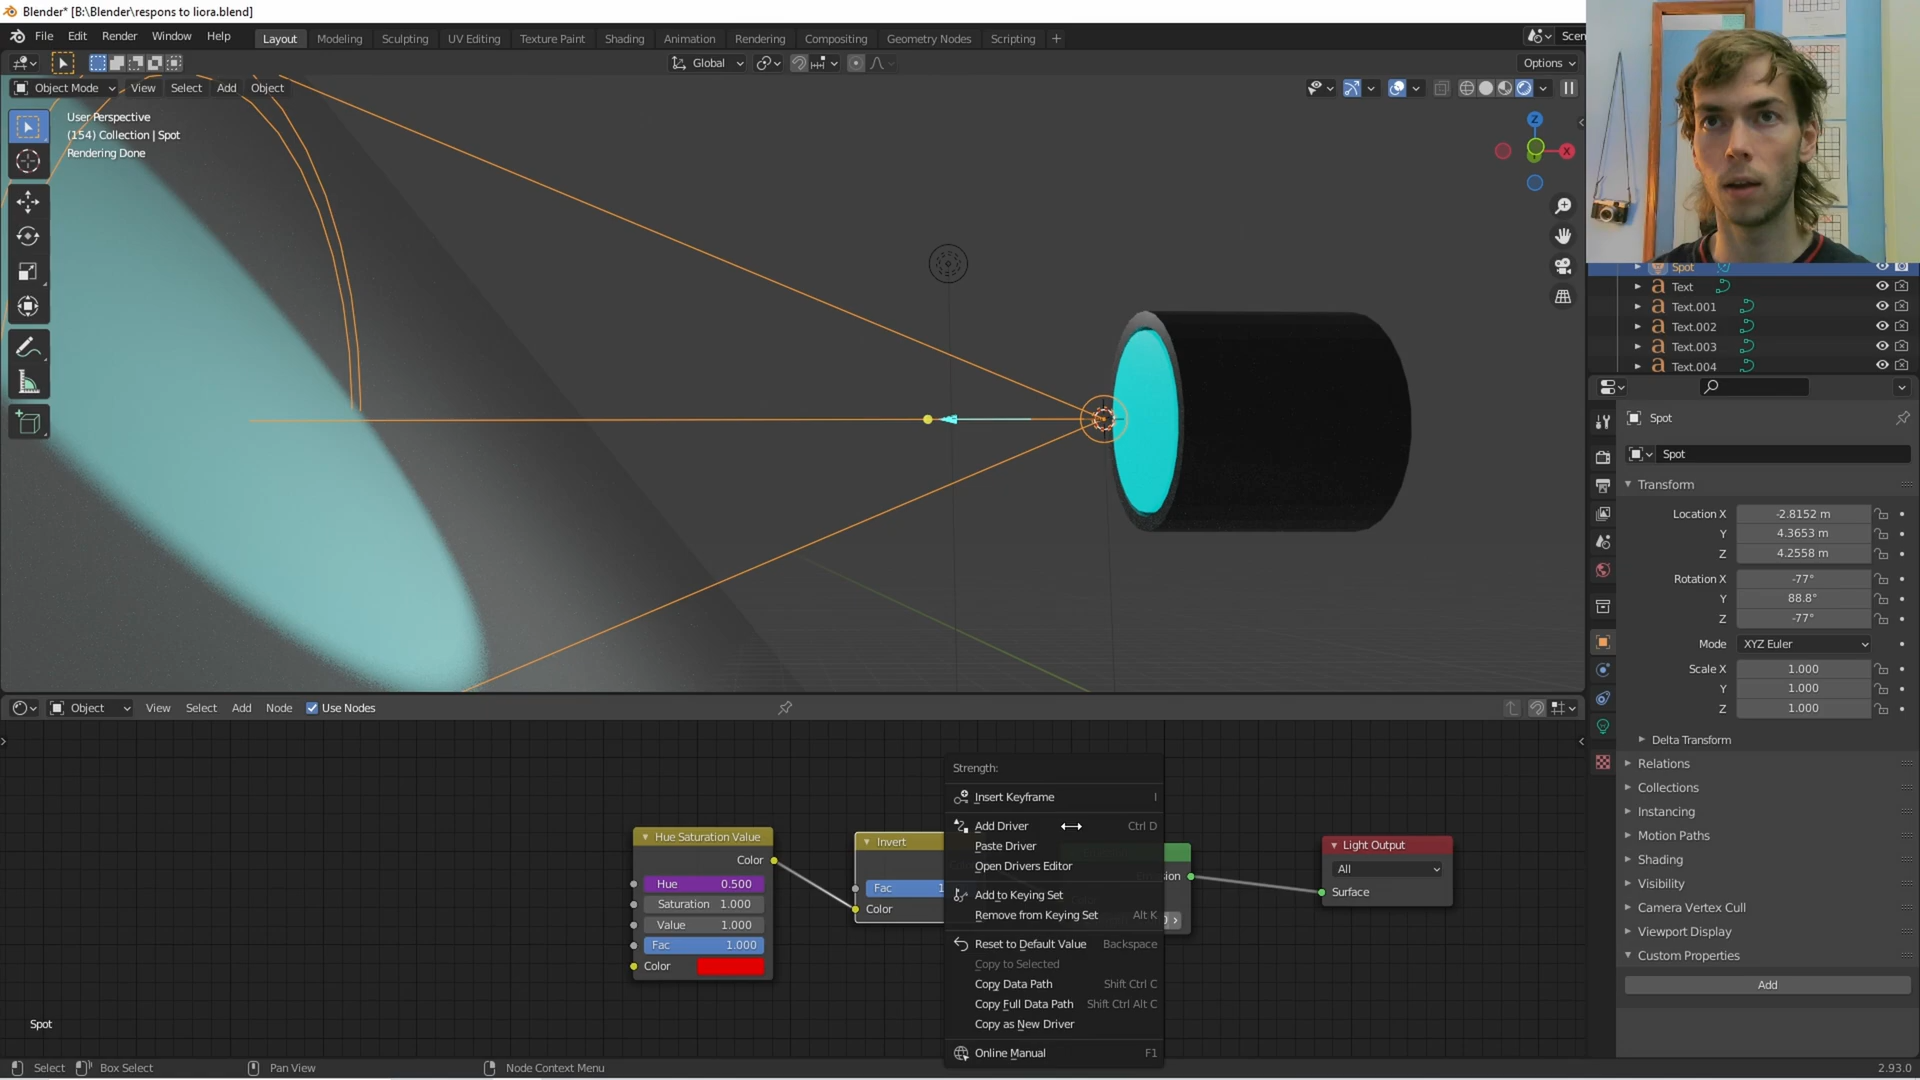 Blender* [B:\Blender\respons to liora.blend]
File Edit Render Window Help
Layout Modeling Sculpting UV Editing Texture Paint Shading Animation Rendering Compositing Geometry Nodes Scripting +
Scen
Global
Options
Object Mode View Select Add Object
User Perspective
(154) Collection | Spot
Rendering Done
Z
X
Spot
Text
Text.001
Text.002
Text.003
Text.004
Spot
Spot
Transform
Location X -2.8152 m
Y 4.3653 m
Z 4.2558 m
Rotation X -77°
Y 88.8°
Z -77°
Mode XYZ Euler
Scale X 1.000
Y 1.000
Z 1.000
Delta Transform
Relations
Collections
Instancing
Motion Paths
Shading
Visibility
Camera Vertex Cull
Viewport Display
Custom Properties
Add
Object View Select Add Node Use Nodes
Hue Saturation Value
Color
Hue 0.500
Saturation 1.000
Value 1.000
Fac 1.000
Color
Invert
Fac 1
Color
Strength:
Insert Keyframe I
Add Driver Ctrl D
Paste Driver
Open Drivers Editor
Add to Keying Set
Remove from Keying Set Alt K
Reset to Default Value Backspace
Copy to Selected
Copy Data Path Shift Ctrl C
Copy Full Data Path Shift Ctrl Alt C
Copy as New Driver
Online Manual F1
sion
Light Output
All
Surface
Spot
Select Box Select Pan View Node Context Menu 2.93.0